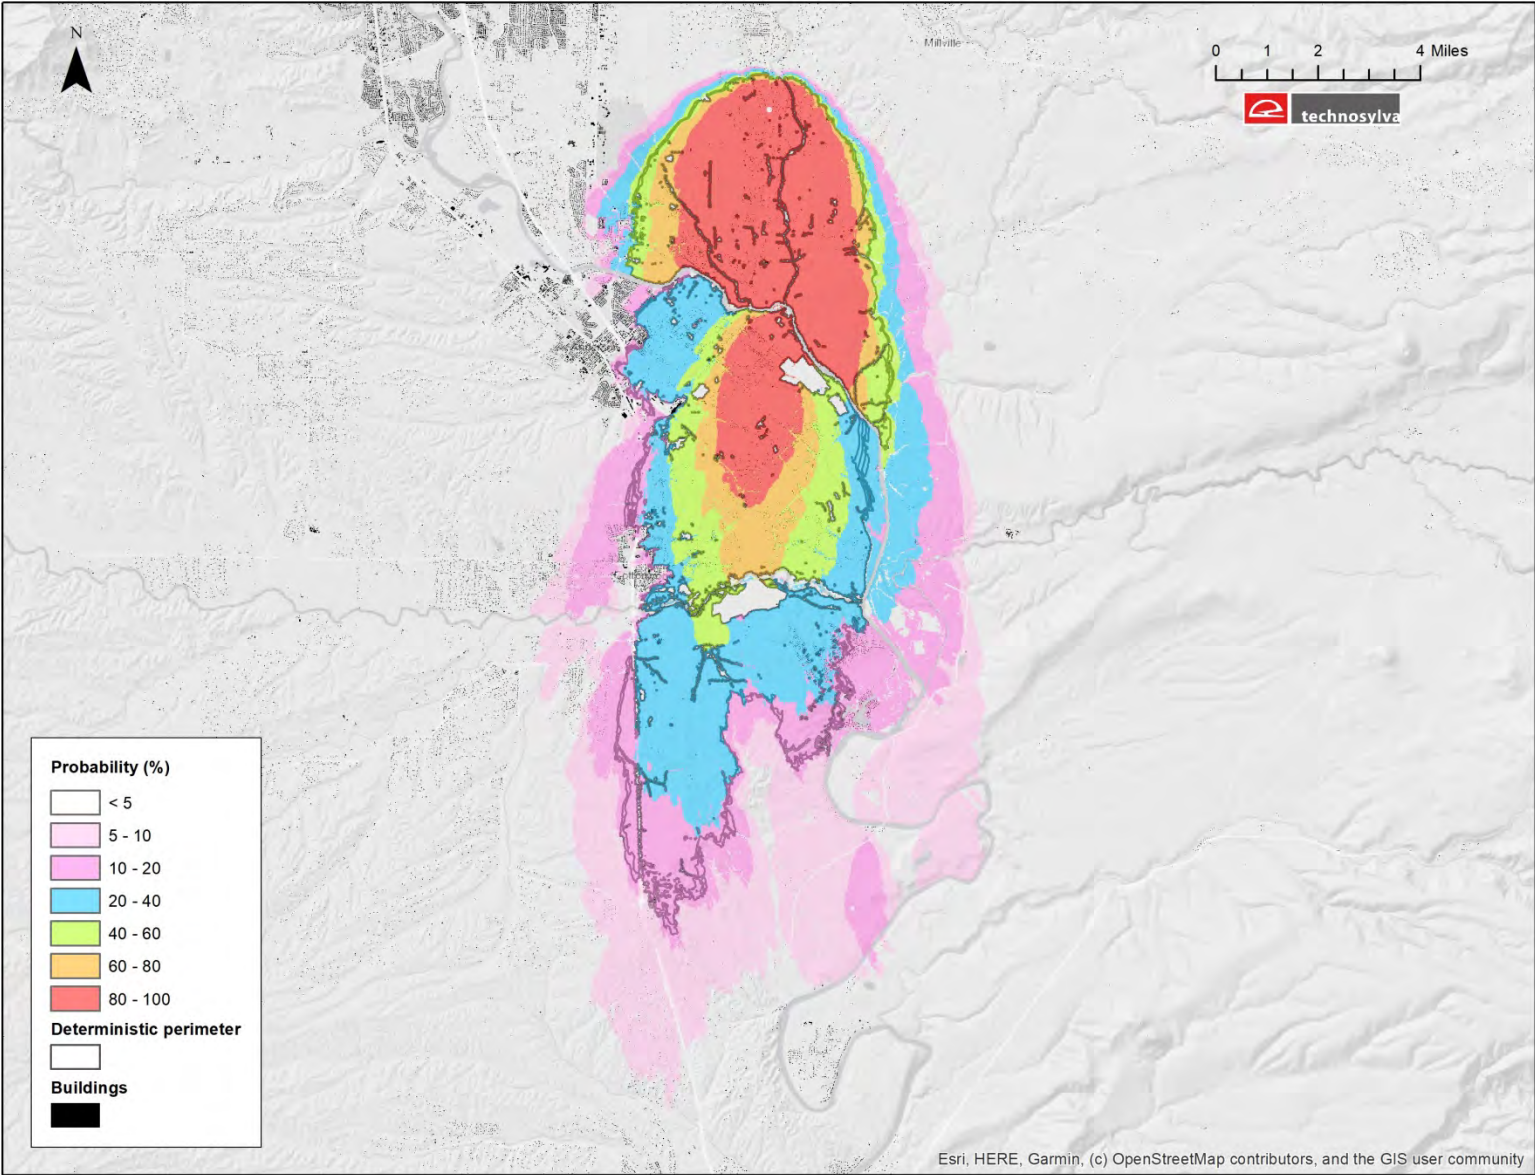 N
Millville
0 1 2 4 Miles
technosylva
Probability (%)
< 5
5 - 10
10 - 20
20 - 40
40 - 60
60 - 80
80 - 100
Deterministic perimeter
Buildings
Esri, HERE, Garmin, (c) OpenStreetMap contributors, and the GIS user community